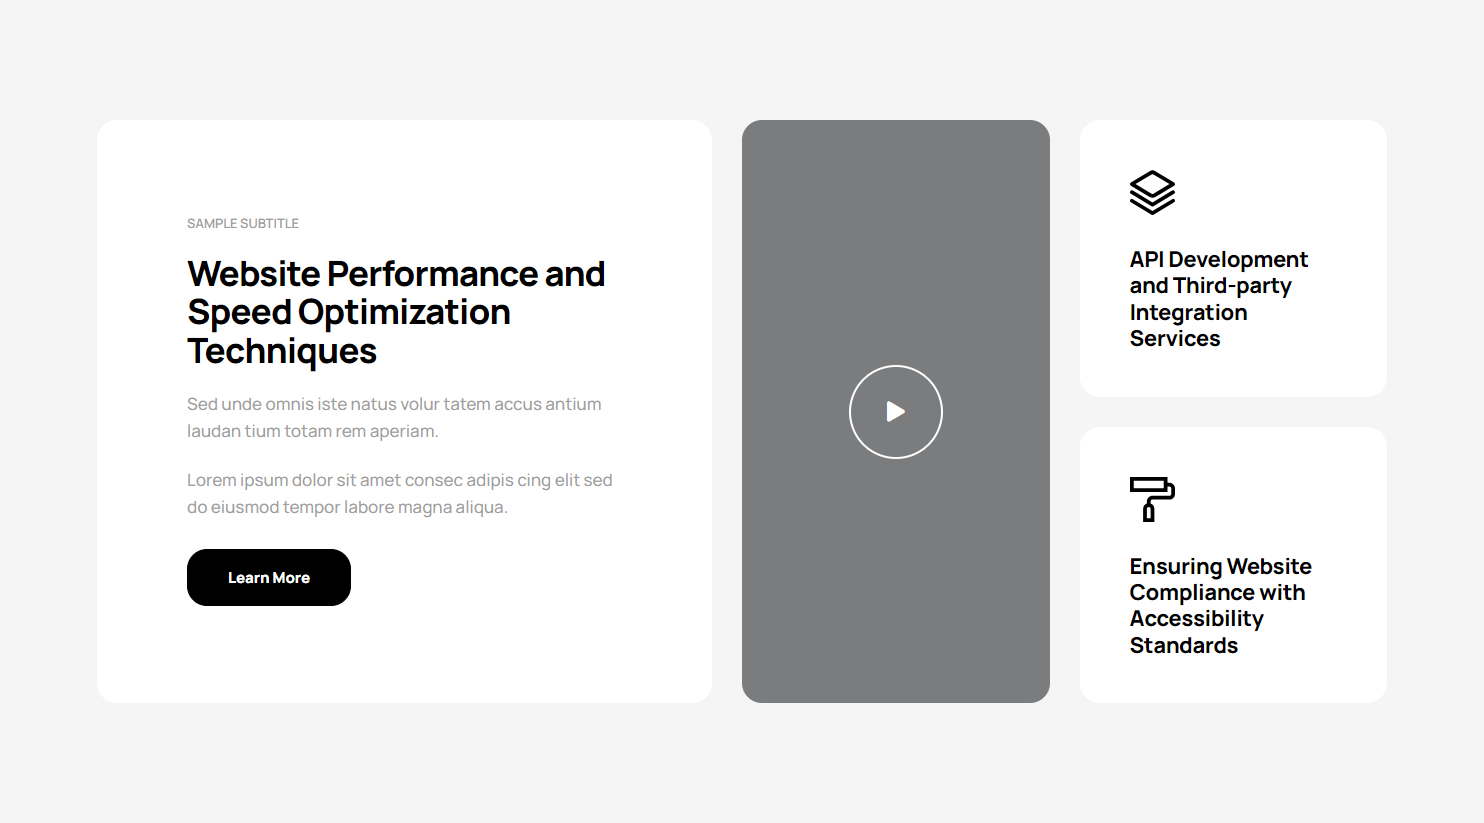 SAMPLE SUBTITLE
Website Performance and
Speed Optimization
Techniques
Sed unde omnis iste natus volur tatem accus antium
laudan tium totam rem aperiam.
Lorem ipsum dolor sit amet consec adipis cing elit sed
do eiusmod tempor labore magna aliqua.
Learn More
API Development
and Third-party
Integration
Services
Ensuring Website
Compliance with
Accessibility
Standards